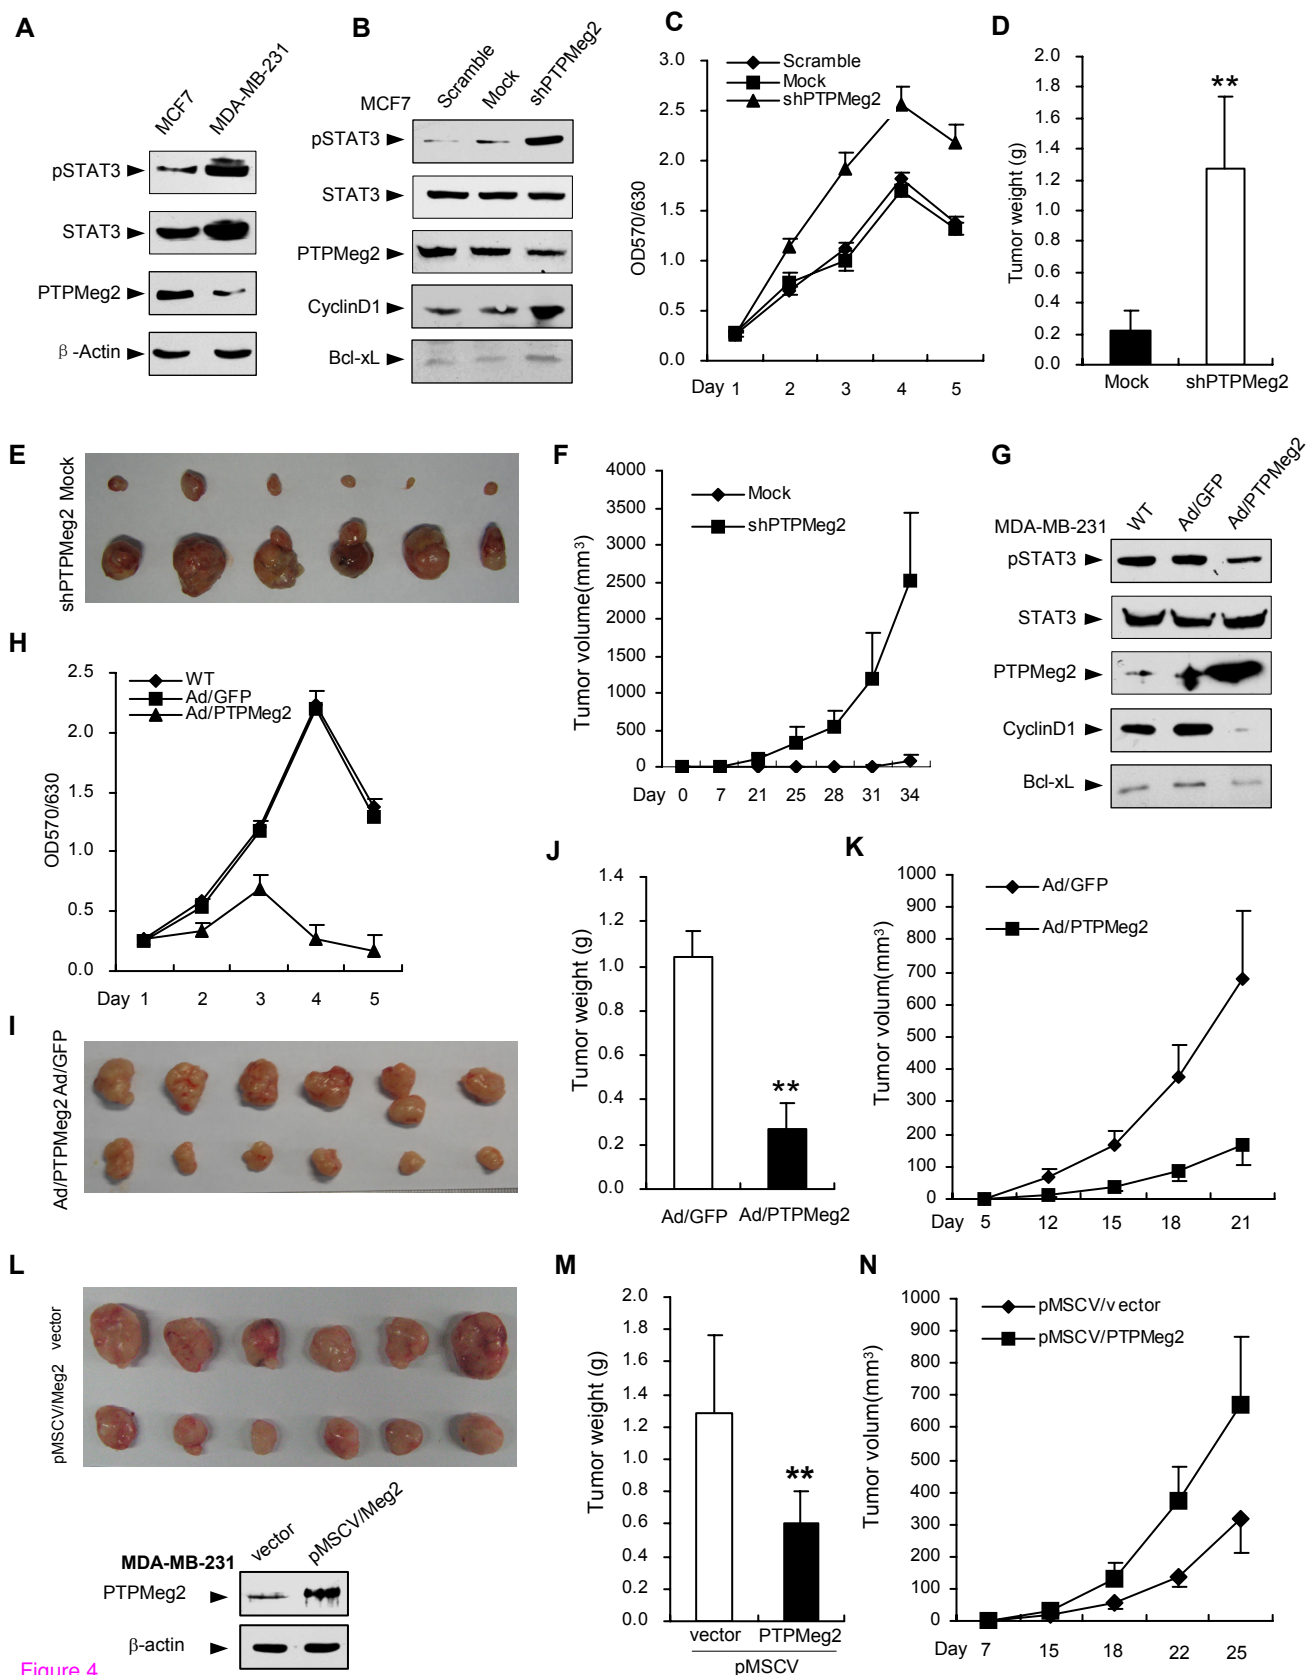 A
MCF7
MDA-MB-231
pSTAT3
STAT3
PTPMeg2
β-Actin
B
MCF7
Scramble
Mock
shPTPMeg2
pSTAT3
STAT3
PTPMeg2
CyclinD1
Bcl-xL
C
Scramble
Mock
shPTPMeg2
OD570/630
3.0
2.5
2.0
1.5
1.0
0.5
0.0
Day 1 2 3 4 5
D
Tumor weight (g)
2.0
1.8
1.6
1.4
1.2
1.0
0.8
0.6
0.4
0.2
0.0
**
Mock shPTPMeg2
E
shPTPMeg2 Mock
F
Mock
shPTPMeg2
Tumor volume(mm³)
4000
3500
3000
2500
2000
1500
1000
500
0
Day 0 7 21 25 28 31 34
G
MDA-MB-231
WT
Ad/GFP
Ad/PTPMeg2
pSTAT3
STAT3
PTPMeg2
CyclinD1
Bcl-xL
H
WT
Ad/GFP
Ad/PTPMeg2
OD570/630
2.5
2.0
1.5
1.0
0.5
0.0
Day 1 2 3 4 5
I
Ad/PTPMeg2 Ad/GFP
J
Tumor weight (g)
1.4
1.2
1.0
0.8
0.6
0.4
0.2
0.0
**
Ad/GFP Ad/PTPMeg2
K
Ad/GFP
Ad/PTPMeg2
Tumor volum(mm³)
1000
900
800
700
600
500
400
300
200
100
0
Day 5 12 15 18 21
L
pMSCV/Meg2 vector
MDA-MB-231
vector
pMSCV/Meg2
PTPMeg2
β-actin
M
Tumor weight (g)
2.0
1.8
1.6
1.4
1.2
1.0
0.8
0.6
0.4
0.2
0.0
**
vector PTPMeg2
pMSCV
N
pMSCV/vector
pMSCV/PTPMeg2
Tumor volum(mm³)
1000
900
800
700
600
500
400
300
200
100
0
Day 7 15 18 22 25
Figure 4